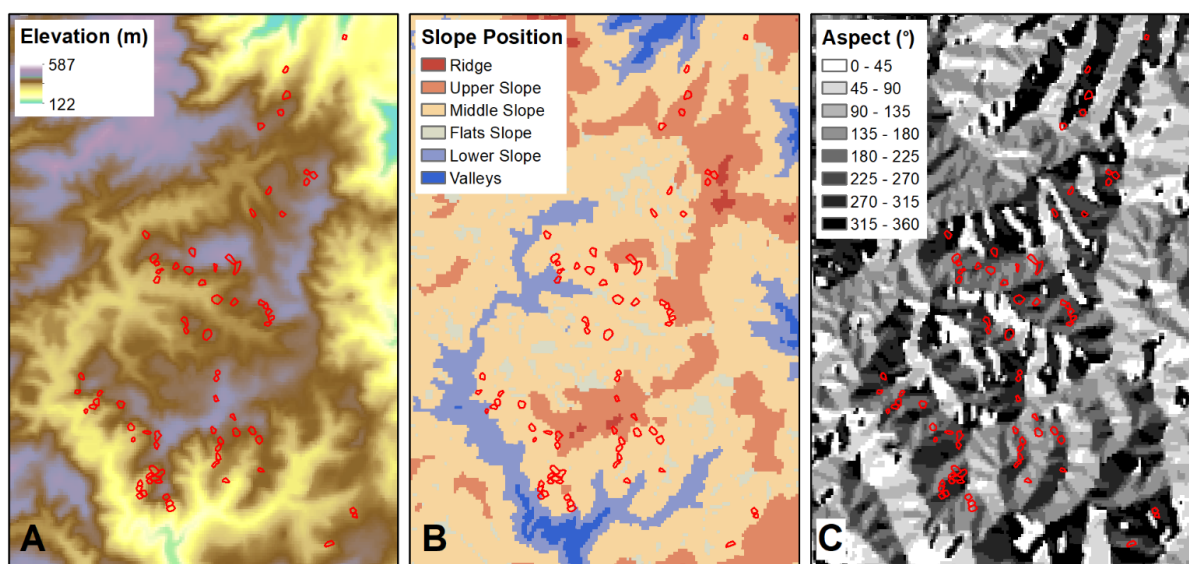 Elevation (m)
587
122
A
Slope Position
Ridge
Upper Slope
Middle Slope
Flats Slope
Lower Slope
Valleys
B
Aspect (°)
0 - 45
45 - 90
90 - 135
135 - 180
180 - 225
225 - 270
270 - 315
315 - 360
C